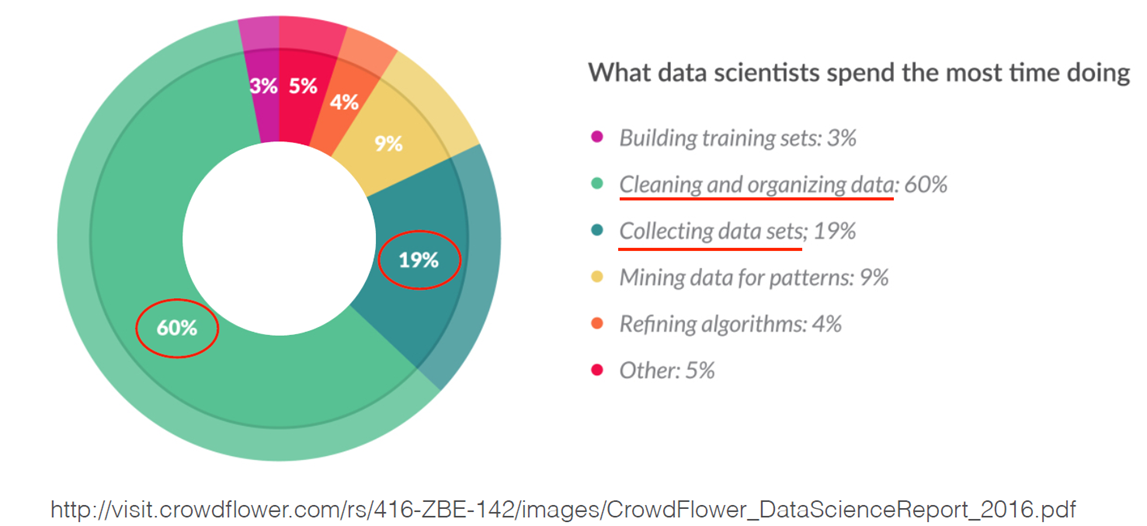 3%
5%
4%
9%
19%
60%
What data scientists spend the most time doing
Building training sets: 3%
Cleaning and organizing data: 60%
Collecting data sets; 19%
Mining data for patterns: 9%
Refining algorithms: 4%
Other: 5%
http://visit.crowdflower.com/rs/416-ZBE-142/images/CrowdFlower_DataScienceReport_2016.pdf